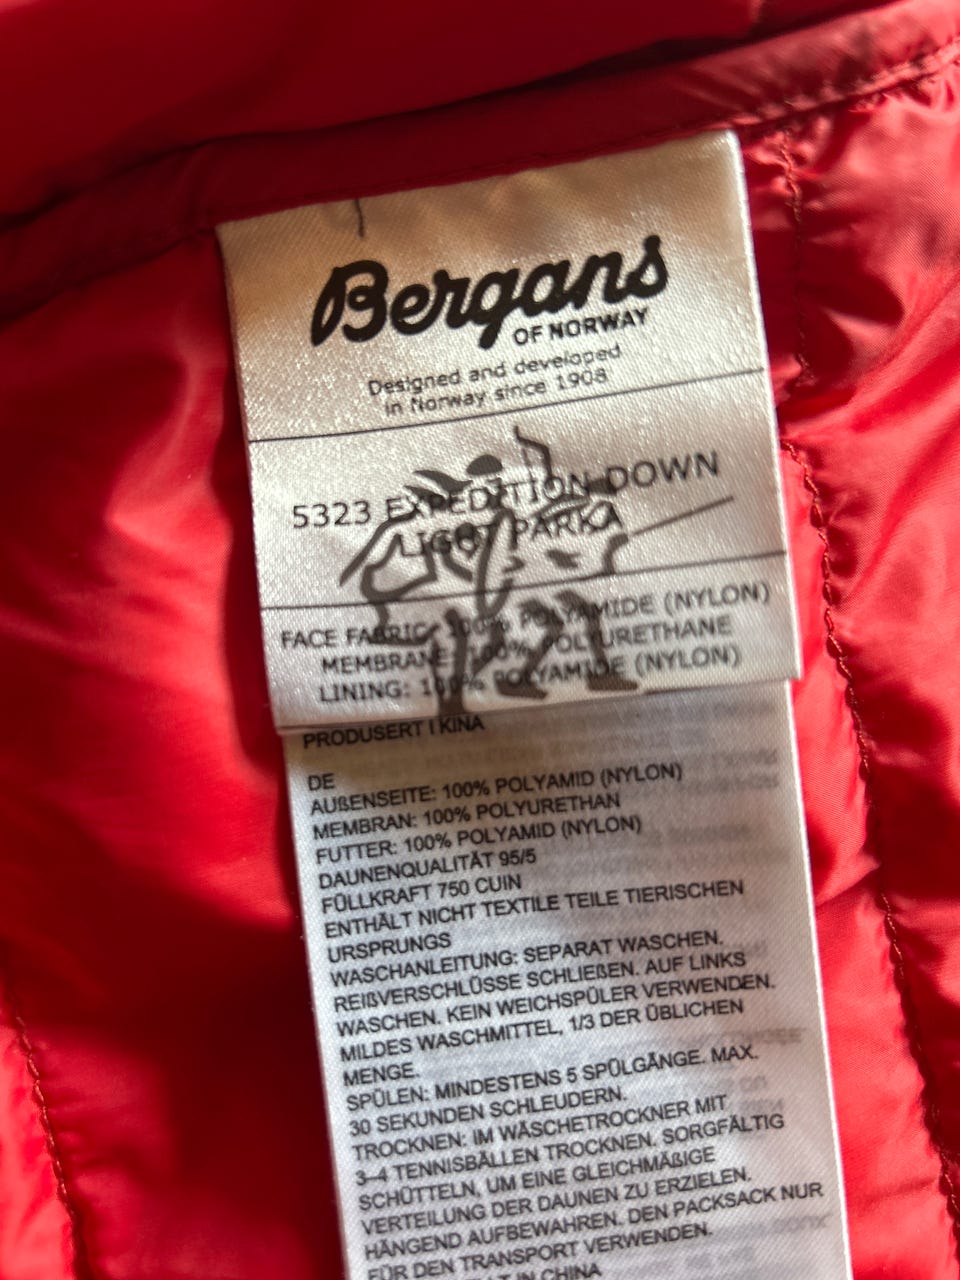 Bergans
OF NORWAY
Designed and developed
in Norway since 1908
5323 EXPEDITION DOWN
LIGHT PARKA
FACE FABRIC: 100% POLYAMIDE (NYLON)
MEMBRANE: 100% POLYURETHANE
LINING: 100% POLYAMIDE (NYLON)
PRODUSERT I KINA
DE
AUßENSEITE: 100% POLYAMID (NYLON)
MEMBRAN: 100% POLYURETHAN
FUTTER: 100% POLYAMID (NYLON)
DAUNENQUALITÄT 95/5
FÜLLKRAFT 750 CUIN
ENTHÄLT NICHT TEXTILE TEILE TIERISCHEN
URSPRUNGS
WASCHANLEITUNG: SEPARAT WASCHEN.
REIßVERSCHLÜSSE SCHLIEßEN. AUF LINKS
WASCHEN. KEIN WEICHSPÜLER VERWENDEN.
MILDES WASCHMITTEL, 1/3 DER ÜBLICHEN
MENGE.
SPÜLEN: MINDESTENS 5 SPÜLGÄNGE. MAX.
30 SEKUNDEN SCHLEUDERN.
TROCKNEN: IM WÄSCHETROCKNER MIT
3–4 TENNISBÄLLEN TROCKNEN. SORGFÄLTIG
SCHÜTTELN, UM EINE GLEICHMÄßIGE
VERTEILUNG DER DAUNEN ZU ERZIELEN.
HÄNGEND AUFBEWAHREN. DEN PACKSACK NUR
FÜR DEN TRANSPORT VERWENDEN.
IN CHINA